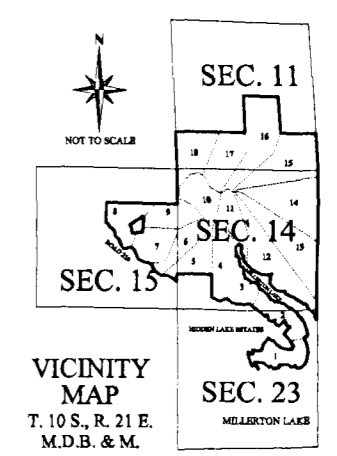 N
SEC. 11
NOT TO SCALE
16
18
17
15
10
14
8
9
11
ROAD 216
7
6
SEC. 14
13
5
4
12
SEC. 15
3
2
HIDDEN LAKE ESTATES
1
VICINITY
MAP
SEC. 23
T. 10 S., R. 21 E.
MILLERTON LAKE
M.D.B. & M.